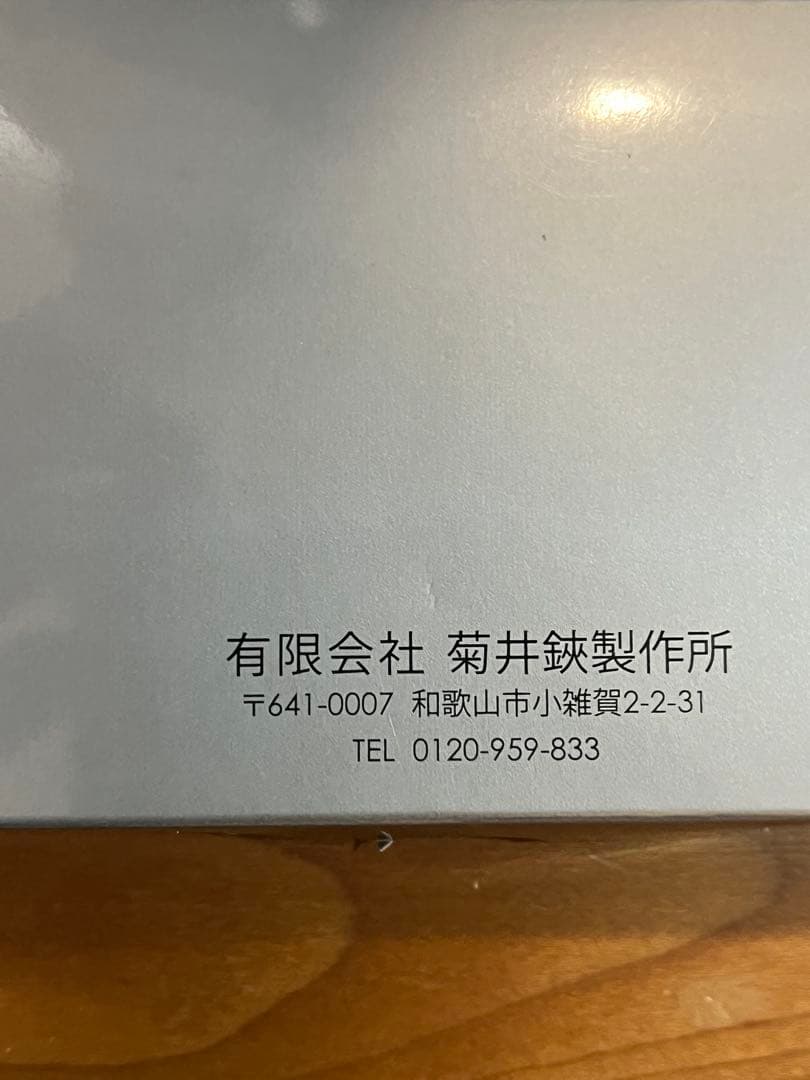 有限会社 菊井鋏製作所
〒641-0007 和歌山市小雑賀2-2-31
TEL 0120-959-833